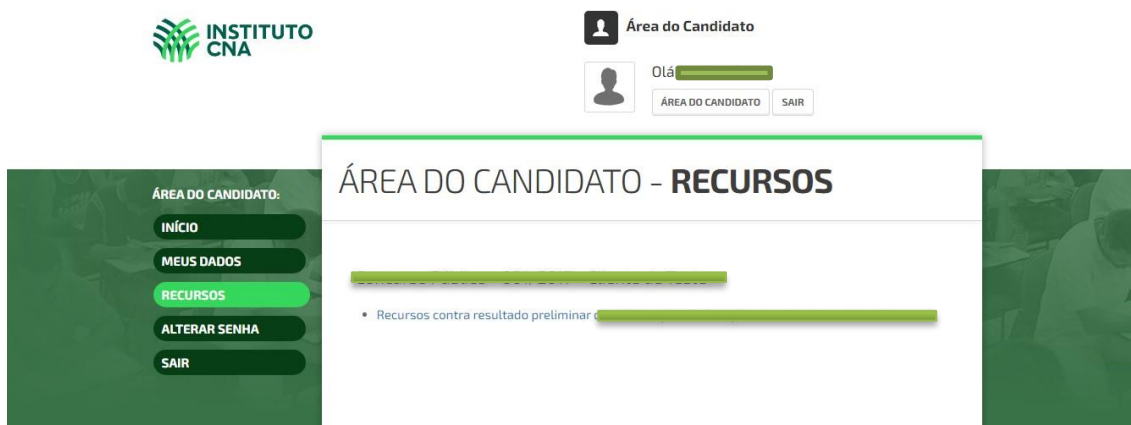 INSTITUTO
CNA
Área do Candidato
Olá
ÁREA DO CANDIDATO SAIR
ÁREA DO CANDIDATO - RECURSOS
ÁREA DO CANDIDATO:
INÍCIO
MEUS DADOS
RECURSOS
ALTERAR SENHA
SAIR
Recursos contra resultado preliminar